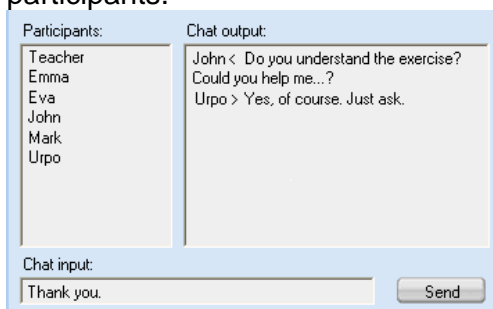 participants.
Participants:
Teacher
Emma
Eva
John
Mark
Urpo
Chat output:
John < Do you understand the exercise?
Could you help me...?
Urpo > Yes, of course. Just ask.
Chat input:
Thank you.
Send